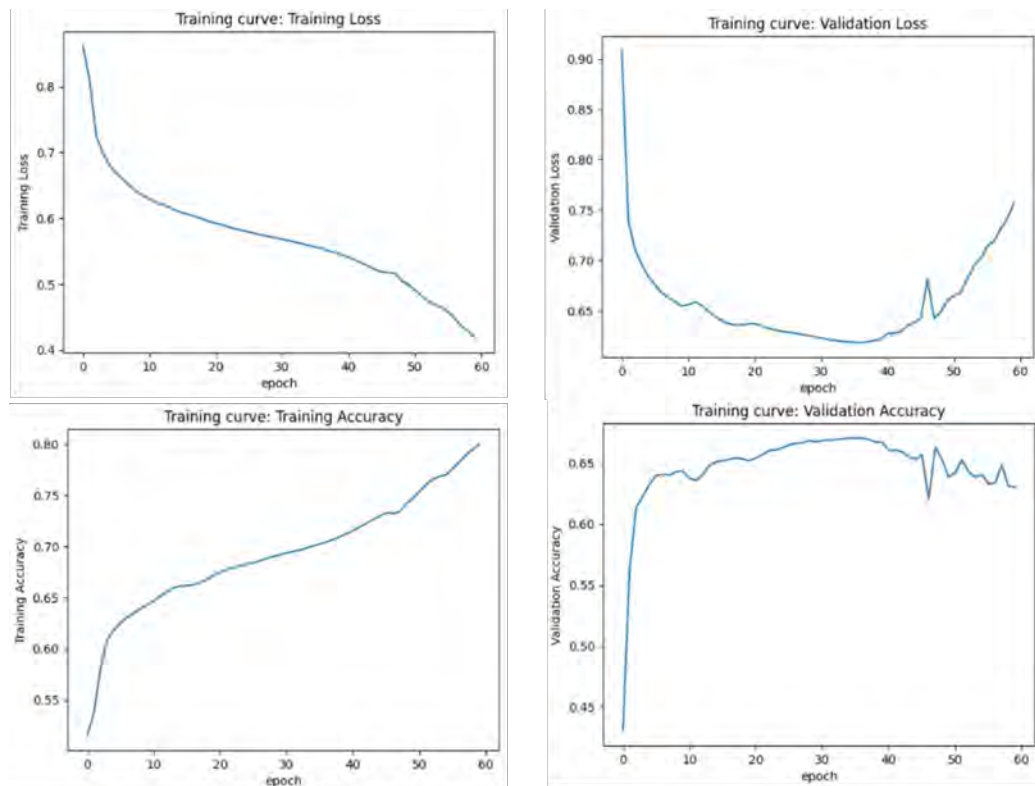 Training curve: Training Loss
Training Loss
0.8
0.7
0.6
0.5
0.4
0 10 20 30 40 50 60
epoch
Training curve: Validation Loss
Validation Loss
0.90
0.85
0.80
0.75
0.70
0.65
0 10 20 30 40 50 60
epoch
Training curve: Training Accuracy
Training Accuracy
0.80
0.75
0.70
0.65
0.60
0.55
0 10 20 30 40 50 60
epoch
Training curve: Validation Accuracy
Validation Accuracy
0.65
0.60
0.55
0.50
0.45
0 10 20 30 40 50 60
epoch